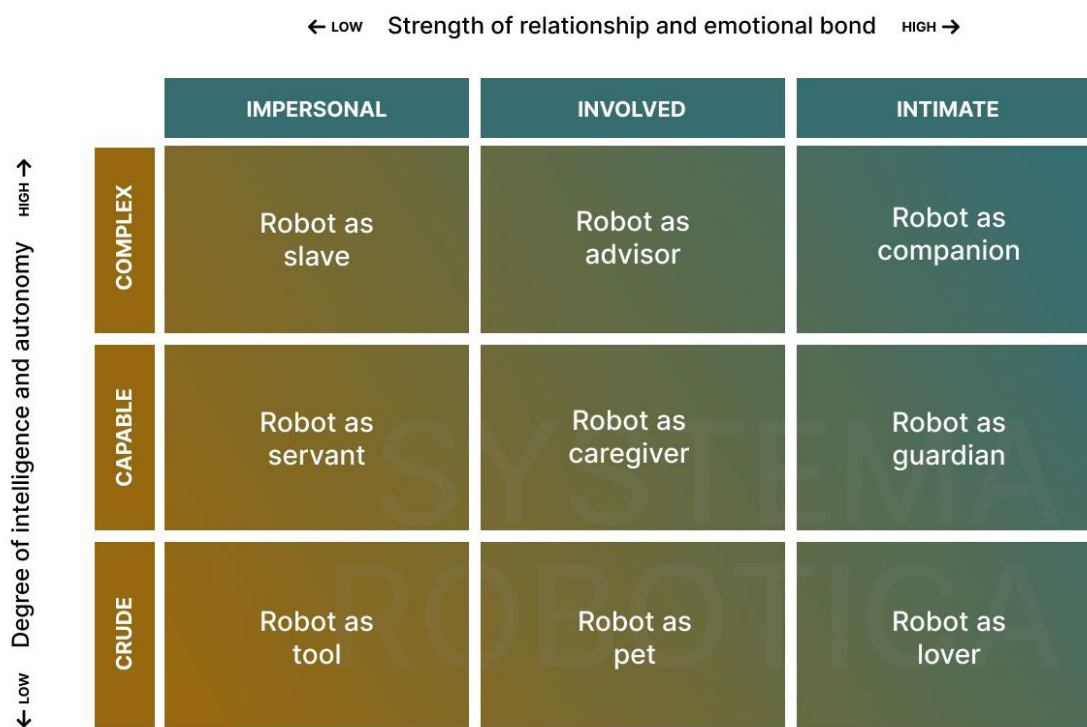 ← LOW Strength of relationship and emotional bond HIGH →
IMPERSONAL
INVOLVED
INTIMATE
← LOW Degree of intelligence and autonomy HIGH →
COMPLEX
Robot as
slave
Robot as
advisor
Robot as
companion
CAPABLE
Robot as
servant
Robot as
caregiver
Robot as
guardian
CRUDE
Robot as
tool
Robot as
pet
Robot as
lover
SYSTEMA
ROBOTICA